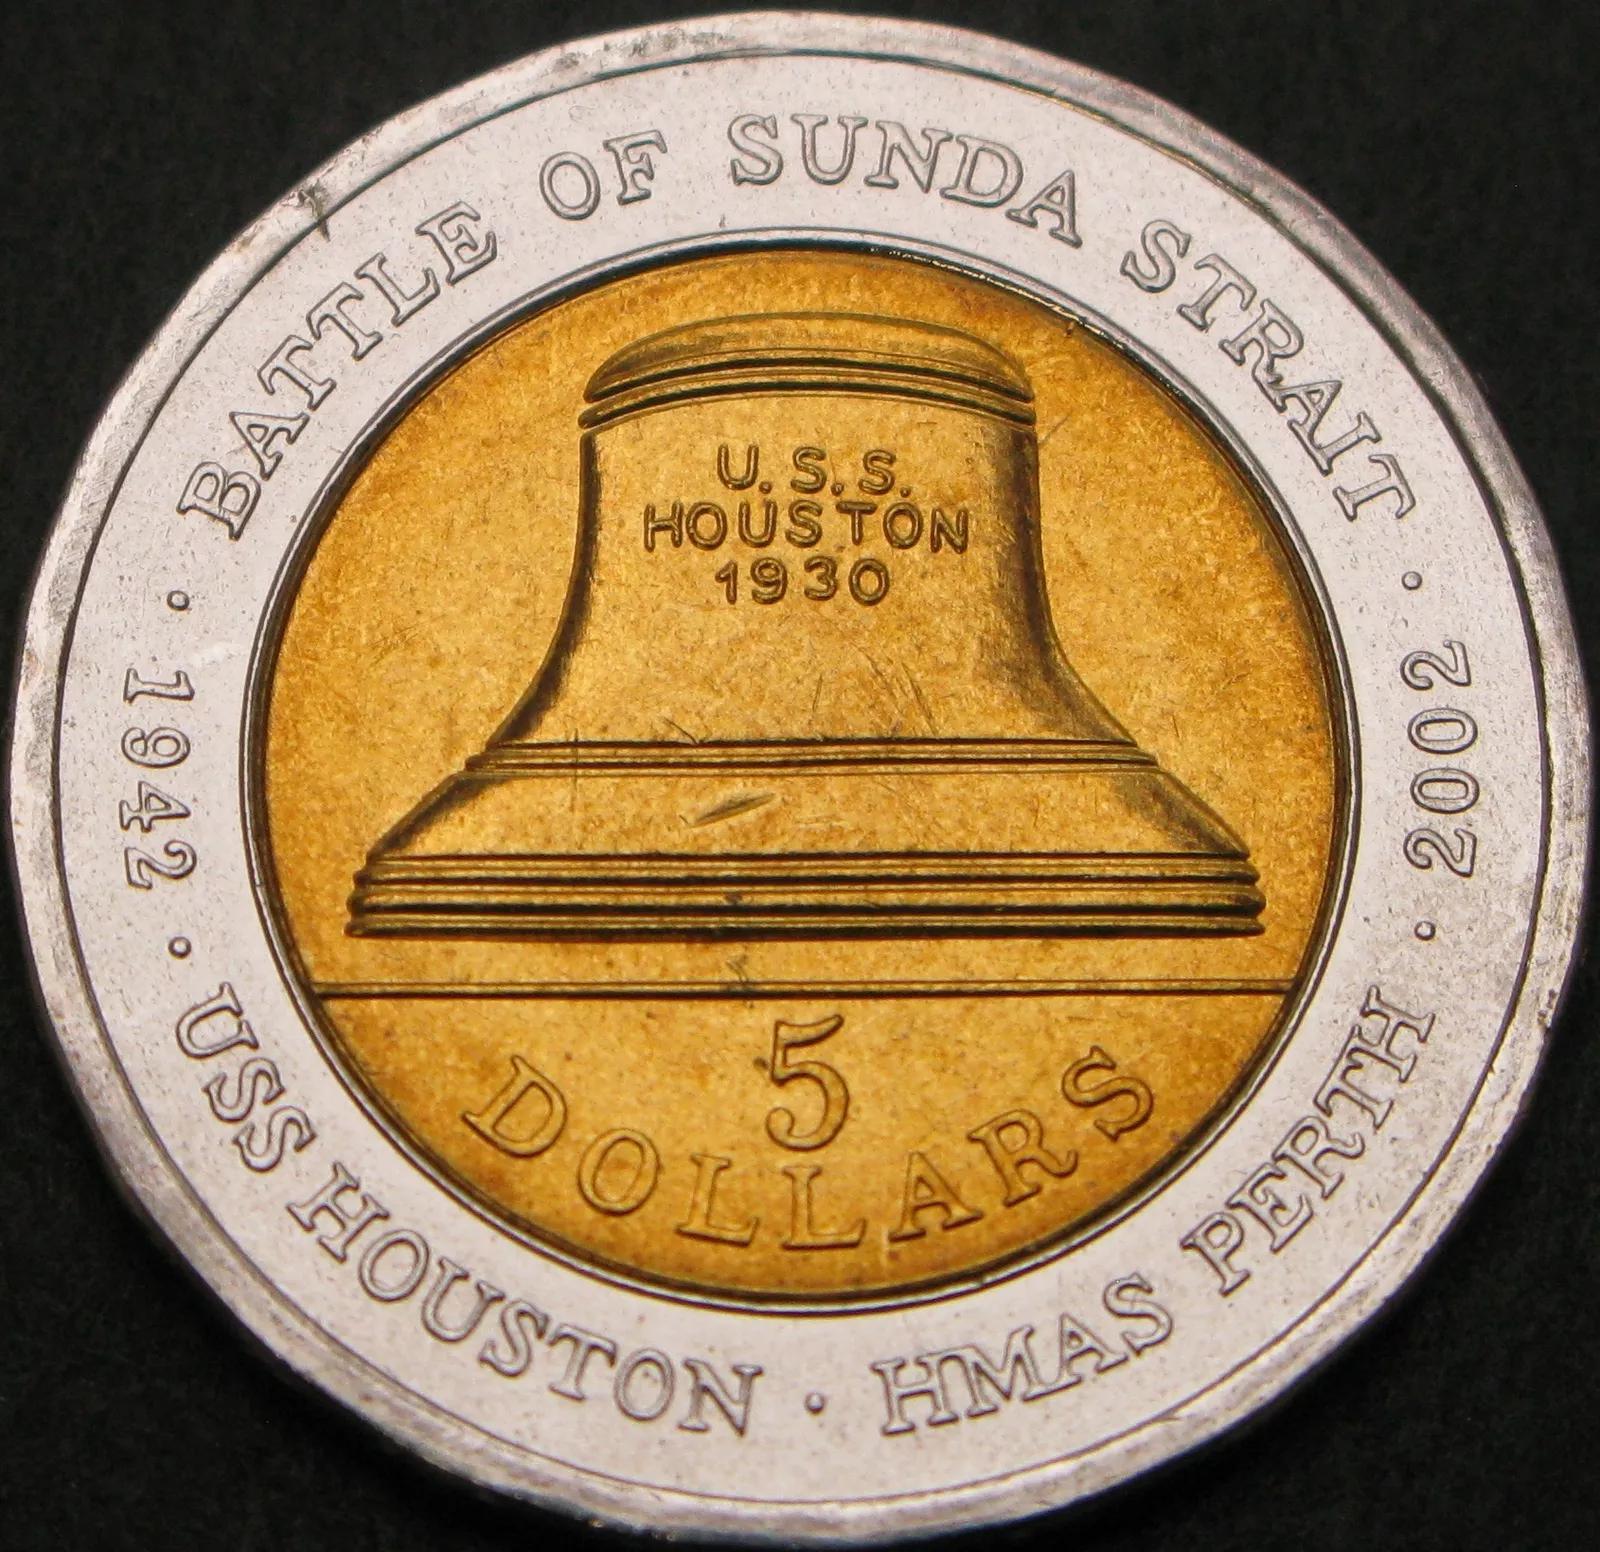 · BATTLE OF SUNDA STRAIT ·
2002 ·
1942 ·
USS HOUSTON · HMAS PERTH
U.S.S.
HOUSTON
1930
5
DOLLARS